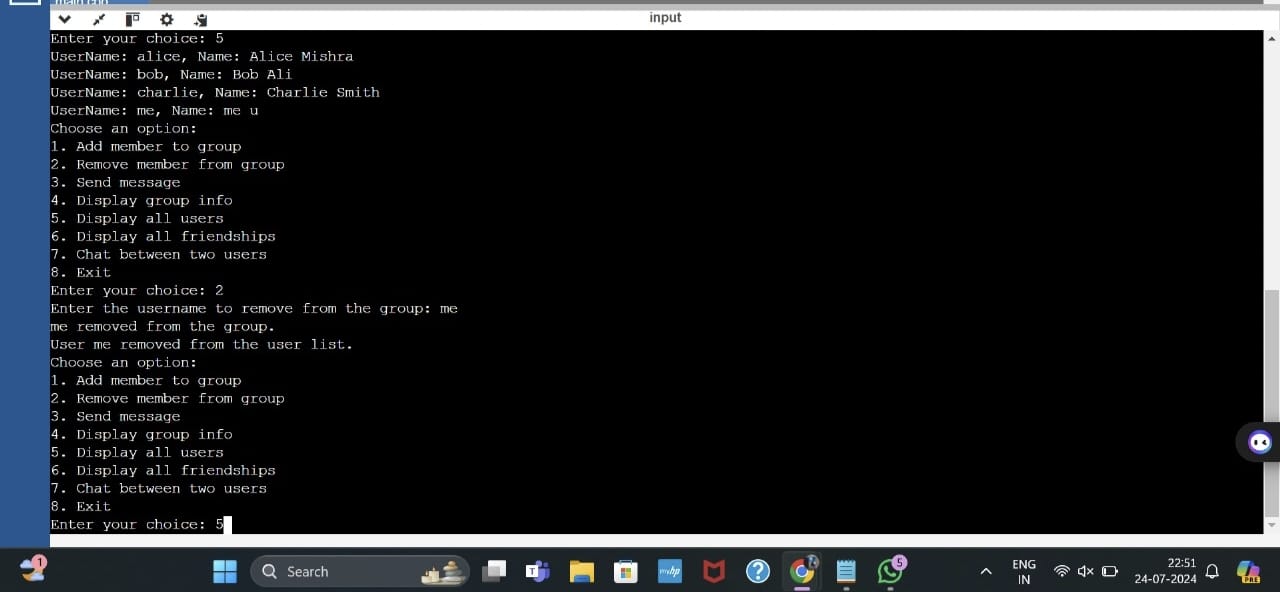 main.cpp
input
Enter your choice: 5
UserName: alice, Name: Alice Mishra
UserName: bob, Name: Bob Ali
UserName: charlie, Name: Charlie Smith
UserName: me, Name: me u
Choose an option:
1. Add member to group
2. Remove member from group
3. Send message
4. Display group info
5. Display all users
6. Display all friendships
7. Chat between two users
8. Exit
Enter your choice: 2
Enter the username to remove from the group: me
me removed from the group.
User me removed from the user list.
Choose an option:
1. Add member to group
2. Remove member from group
3. Send message
4. Display group info
5. Display all users
6. Display all friendships
7. Chat between two users
8. Exit
Enter your choice: 5
1
Search
T
myhp
?
5
ENG
IN
22:51
24-07-2024
PRE